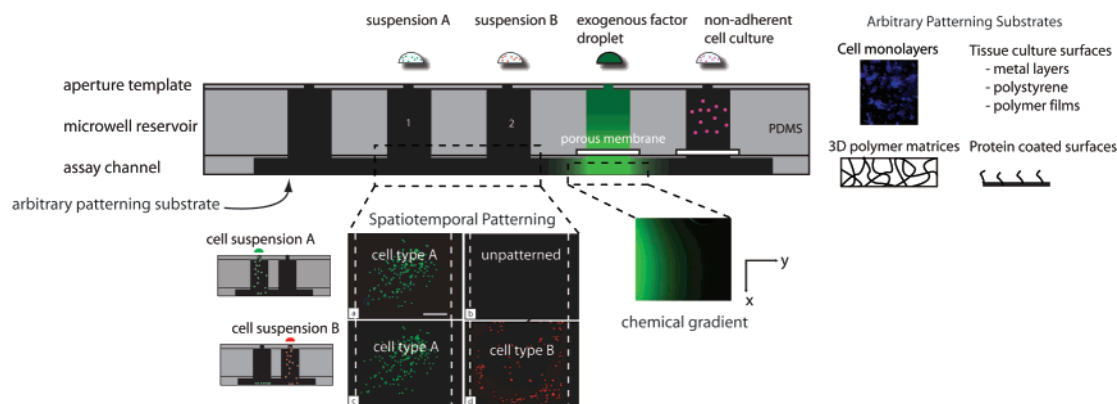 suspension A
suspension B
exogenous factor
droplet
non-adherent
cell culture
Arbitrary Patterning Substrates
Cell monolayers
Tissue culture surfaces
- metal layers
- polystyrene
- polymer films
aperture template
microwell reservoir
1
2
PDMS
porous membrane
assay channel
3D polymer matrices
Protein coated surfaces
arbitrary patterning substrate
Spatiotemporal Patterning
cell suspension A
cell type A
unpatterned
a
b
y
x
chemical gradient
cell suspension B
cell type A
cell type B
c
d